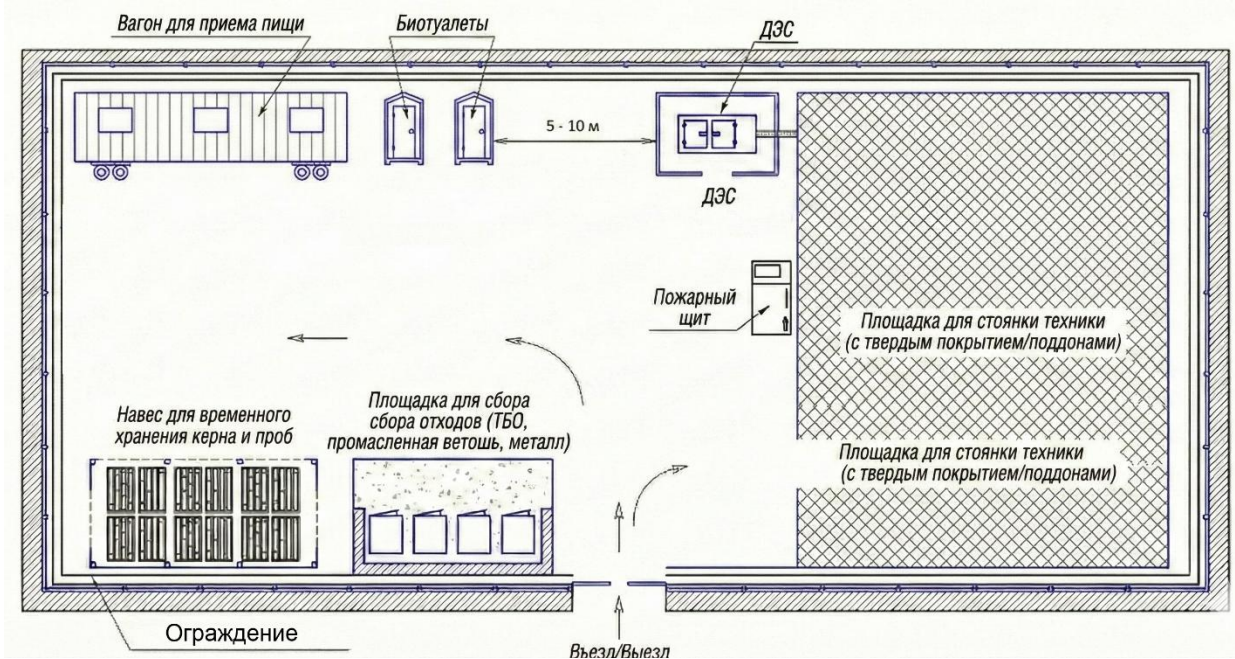 Вагон для приема пищи
Биотуалеты
ДЭС
5 - 10 м
ДЭС
Пожарный
щит
Площадка для стоянки техники
(с твердым покрытием/поддонами)
Навес для временного
хранения керна и проб
Площадка для сбора
сбора отходов (ТБО,
промасленная ветошь, металл)
Площадка для стоянки техники
(с твердым покрытием/поддонами)
Ограждение
Въезд/Выезд